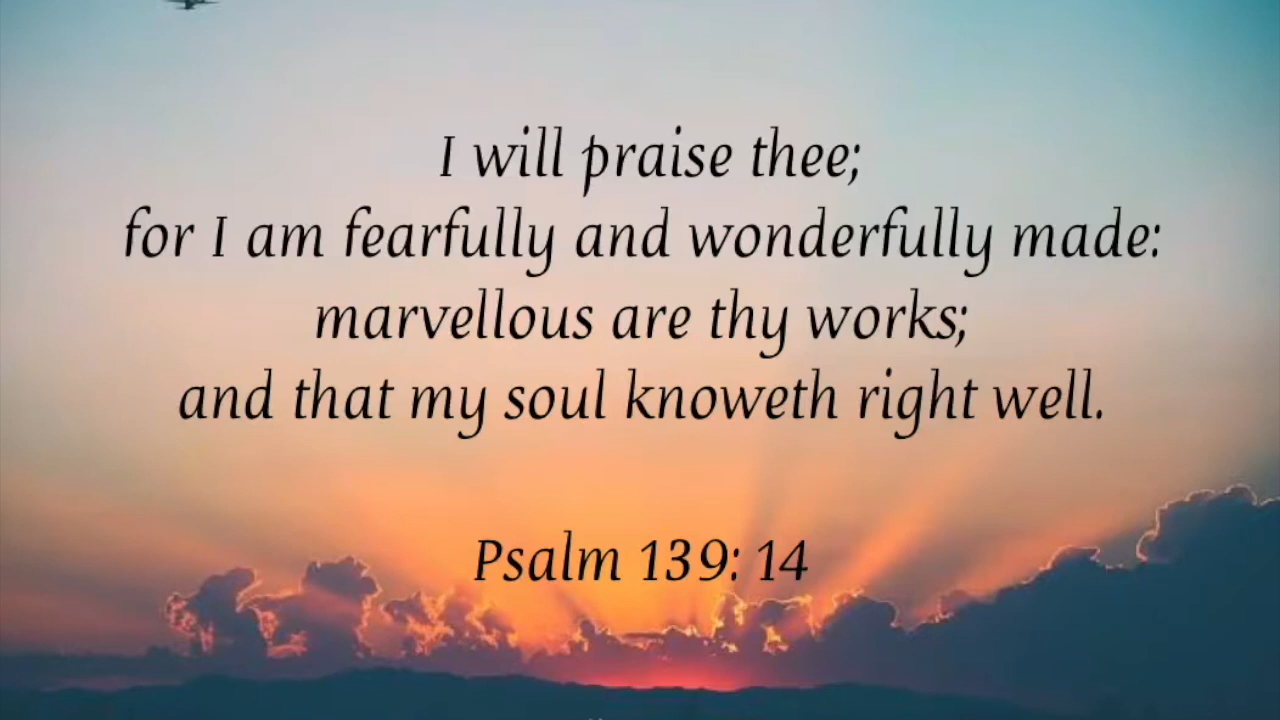 I will praise thee;
for I am fearfully and wonderfully made:
marvellous are thy works;
and that my soul knoweth right well.
Psalm 139: 14